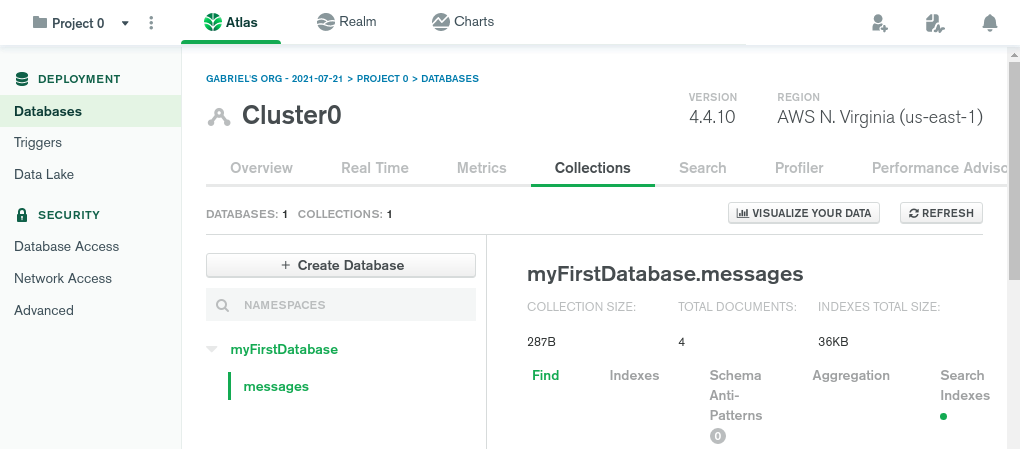 Project 0
Atlas
Realm
Charts
DEPLOYMENT
Databases
Triggers
Data Lake
SECURITY
Database Access
Network Access
Advanced
GABRIEL'S ORG - 2021-07-21 > PROJECT 0 > DATABASES
Cluster0
VERSION
4.4.10
REGION
AWS N. Virginia (us-east-1)
Overview
Real Time
Metrics
Collections
Search
Profiler
Performance Adviso
DATABASES: 1 COLLECTIONS: 1
VISUALIZE YOUR DATA
REFRESH
+ Create Database
NAMESPACES
myFirstDatabase
messages
myFirstDatabase.messages
COLLECTION SIZE:
287B
TOTAL DOCUMENTS:
4
INDEXES TOTAL SIZE:
36KB
Find
Indexes
Schema
Anti-
Patterns
0
Aggregation
Search
Indexes